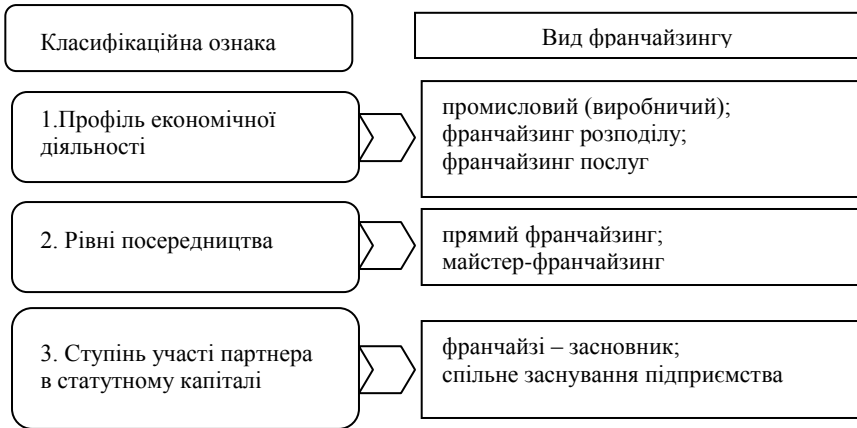 Класифікаційна ознака
Вид франчайзингу
1.Профіль економічної
діяльності
промисловий (виробничий);
франчайзинг розподілу;
франчайзинг послуг
2. Рівні посередництва
прямий франчайзинг;
майстер-франчайзинг
3. Ступінь участі партнера
в статутному капіталі
франчайзі – засновник;
спільне заснування підприємства